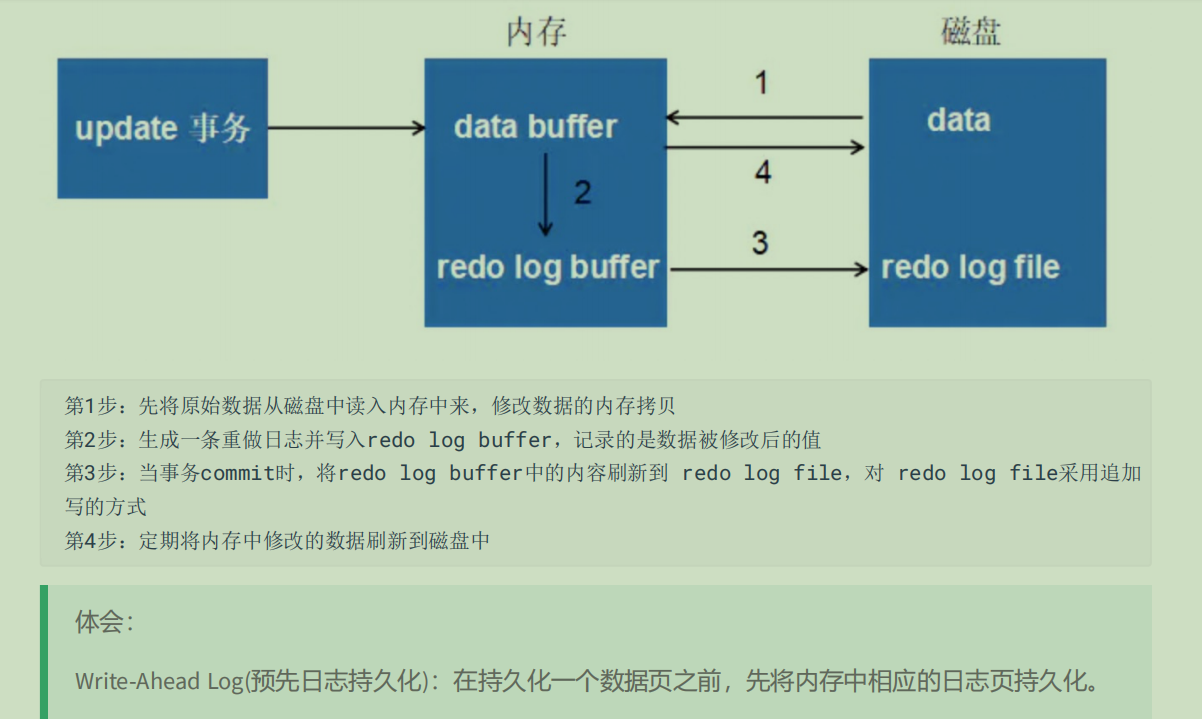 内存
磁盘
update 事务
data buffer
1
data
4
2
3
redo log buffer
redo log file
第1步：先将原始数据从磁盘中读入内存中来，修改数据的内存拷贝
第2步：生成一条重做日志并写入redo log buffer，记录的是数据被修改后的值
第3步：当事务commit时，将redo log buffer中的内容刷新到 redo log file，对 redo log file采用追加
写的方式
第4步：定期将内存中修改的数据刷新到磁盘中
体会：
Write-Ahead Log(预先日志持久化)：在持久化一个数据页之前，先将内存中相应的日志页持久化。